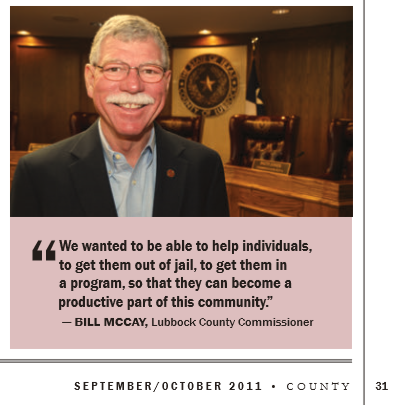 “We wanted to be able to help individuals,
to get them out of jail, to get them in
a program, so that they can become a
productive part of this community.”
— BILL MCCAY, Lubbock County Commissioner
SEPTEMBER/OCTOBER 2011 • COUNTY 31